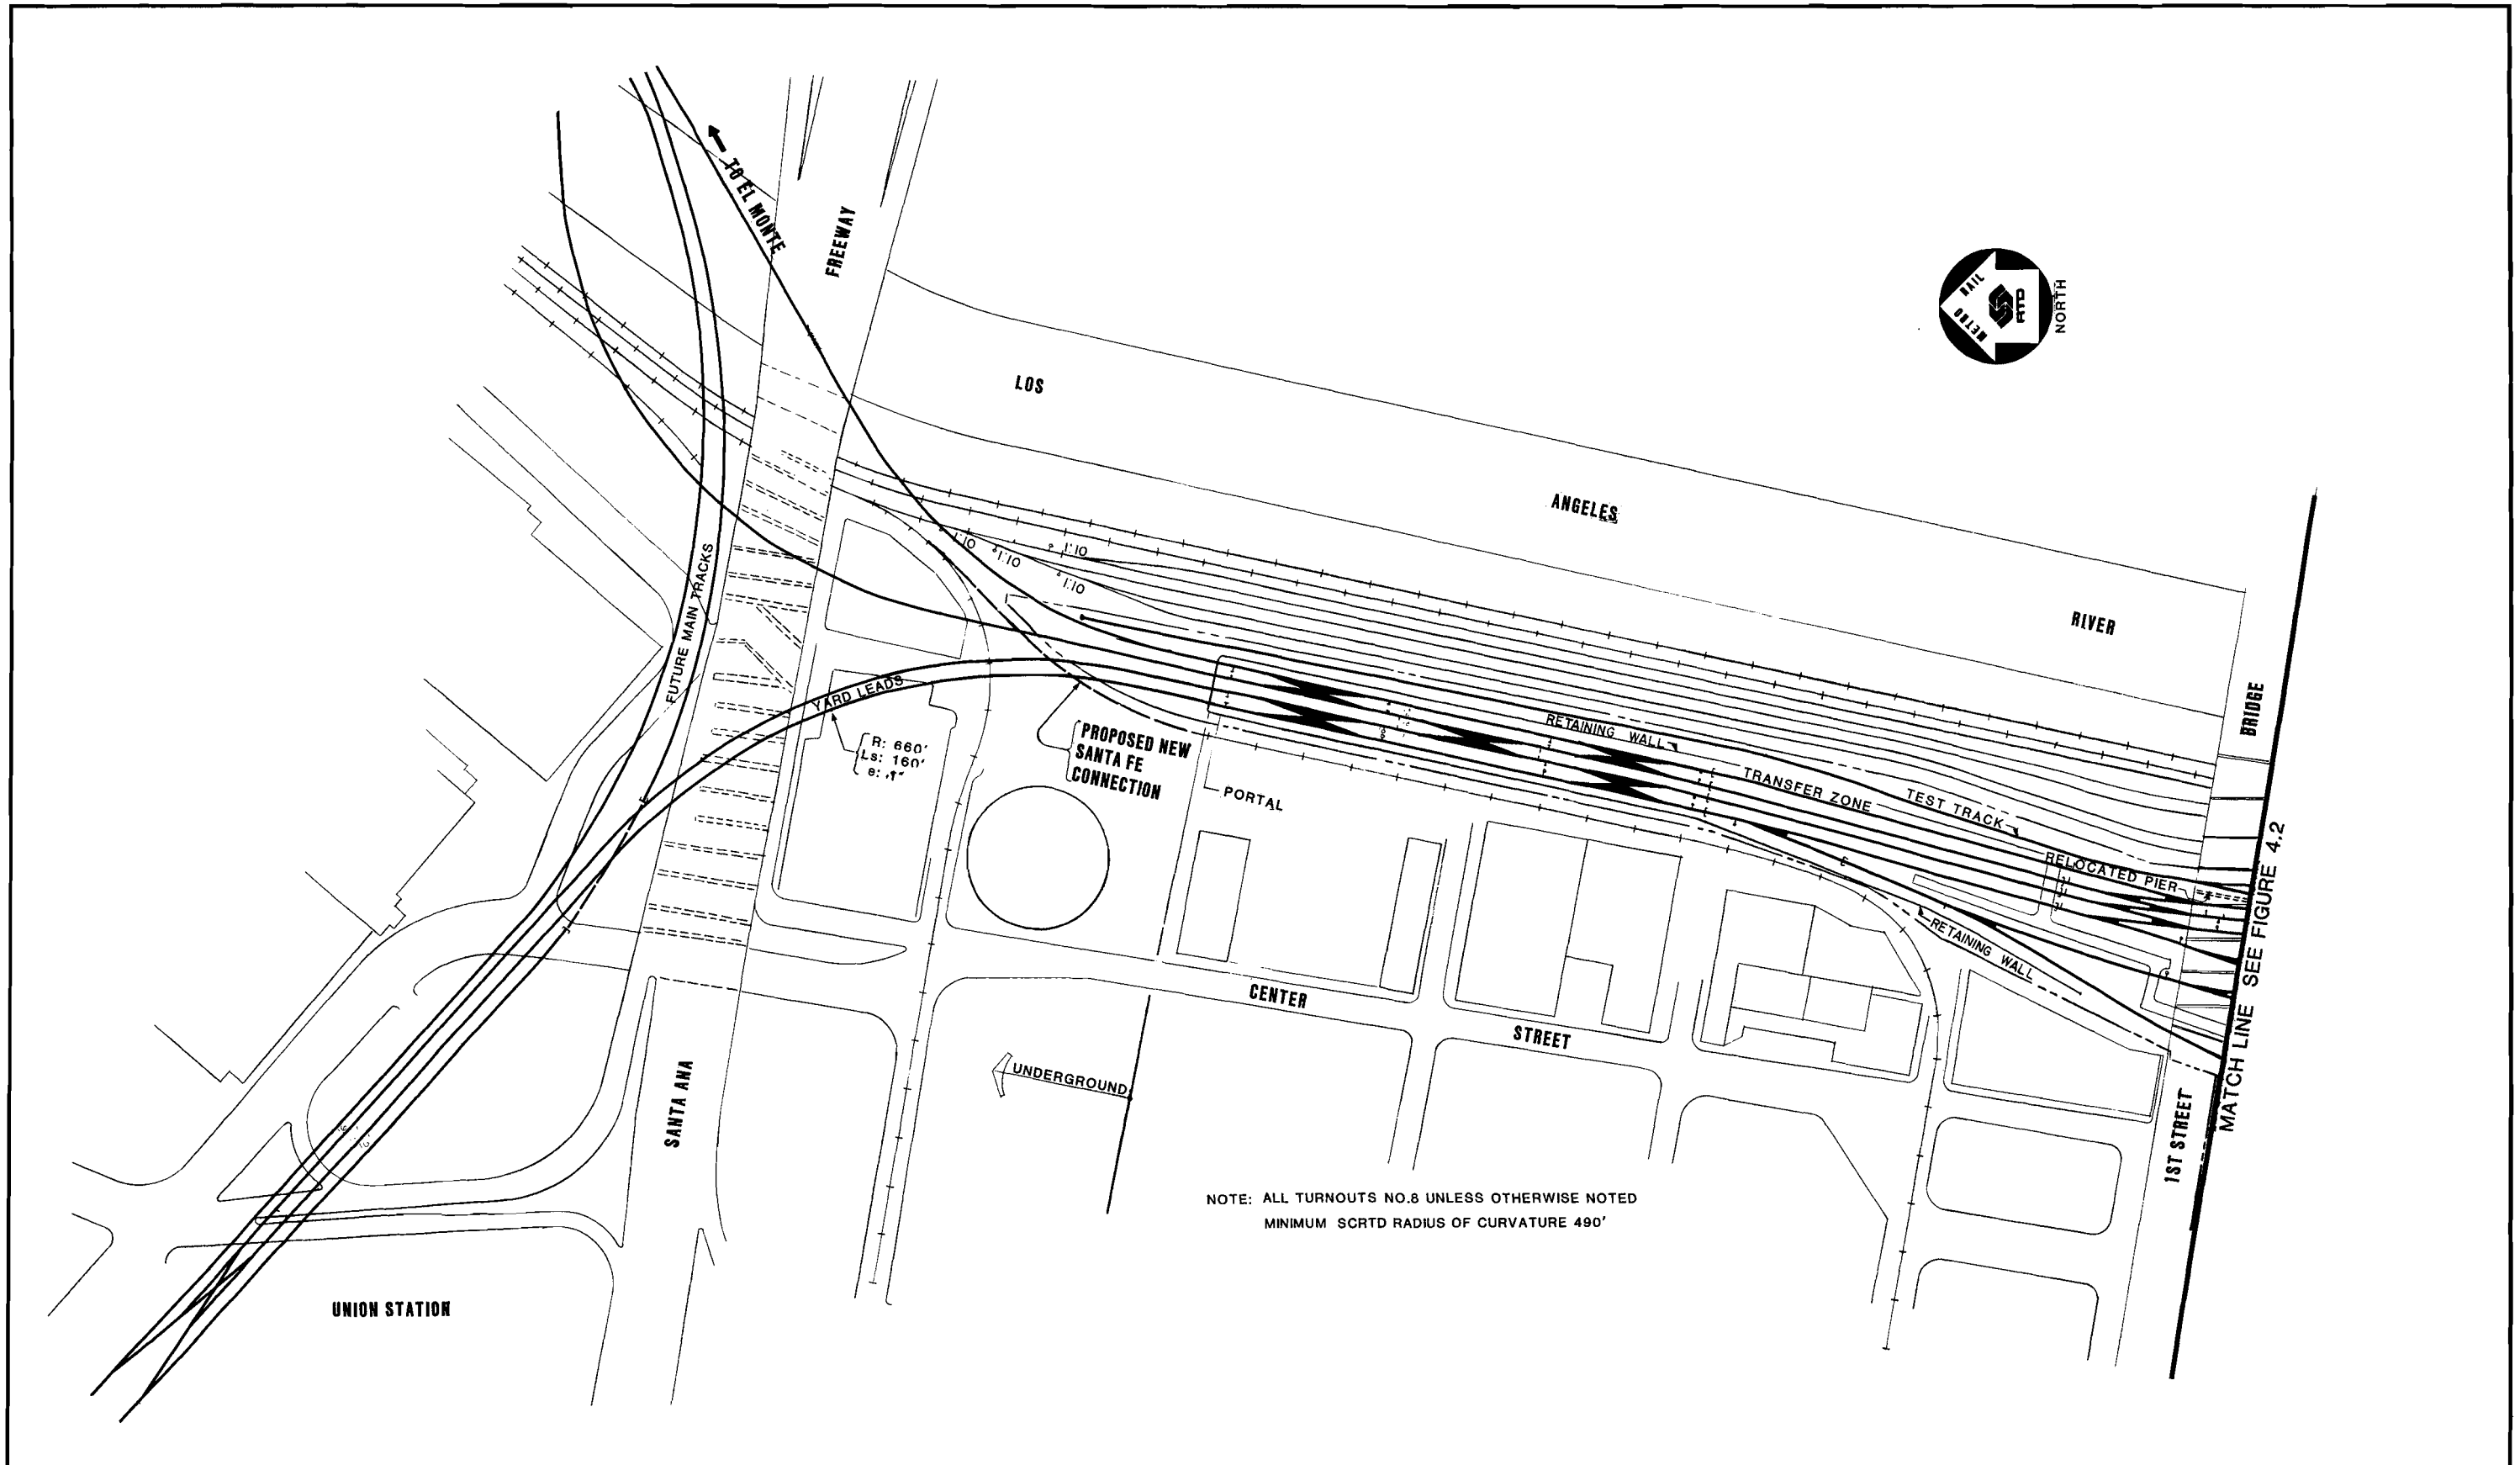 TO EL MONTE
FREEWAY
METRO RAIL
RTD
NORTH
LOS
ANGELES
RIVER
BRIDGE
1:10
1:10
1:10
1:10
FUTURE MAIN TRACKS
YARD LEADS
R: 660'
Ls: 160'
PROPOSED NEW
SANTA FE
CONNECTION
PORTAL
RETAINING WALL
TRANSFER ZONE
TEST TRACK
RELOCATED PIER
RETAINING WALL
CENTER
STREET
UNDERGROUND
SANTA ANA
1ST STREET
MATCH LINE SEE FIGURE 4.2
NOTE: ALL TURNOUTS NO.8 UNLESS OTHERWISE NOTED
MINIMUM SCRTD RADIUS OF CURVATURE 490'
UNION STATION